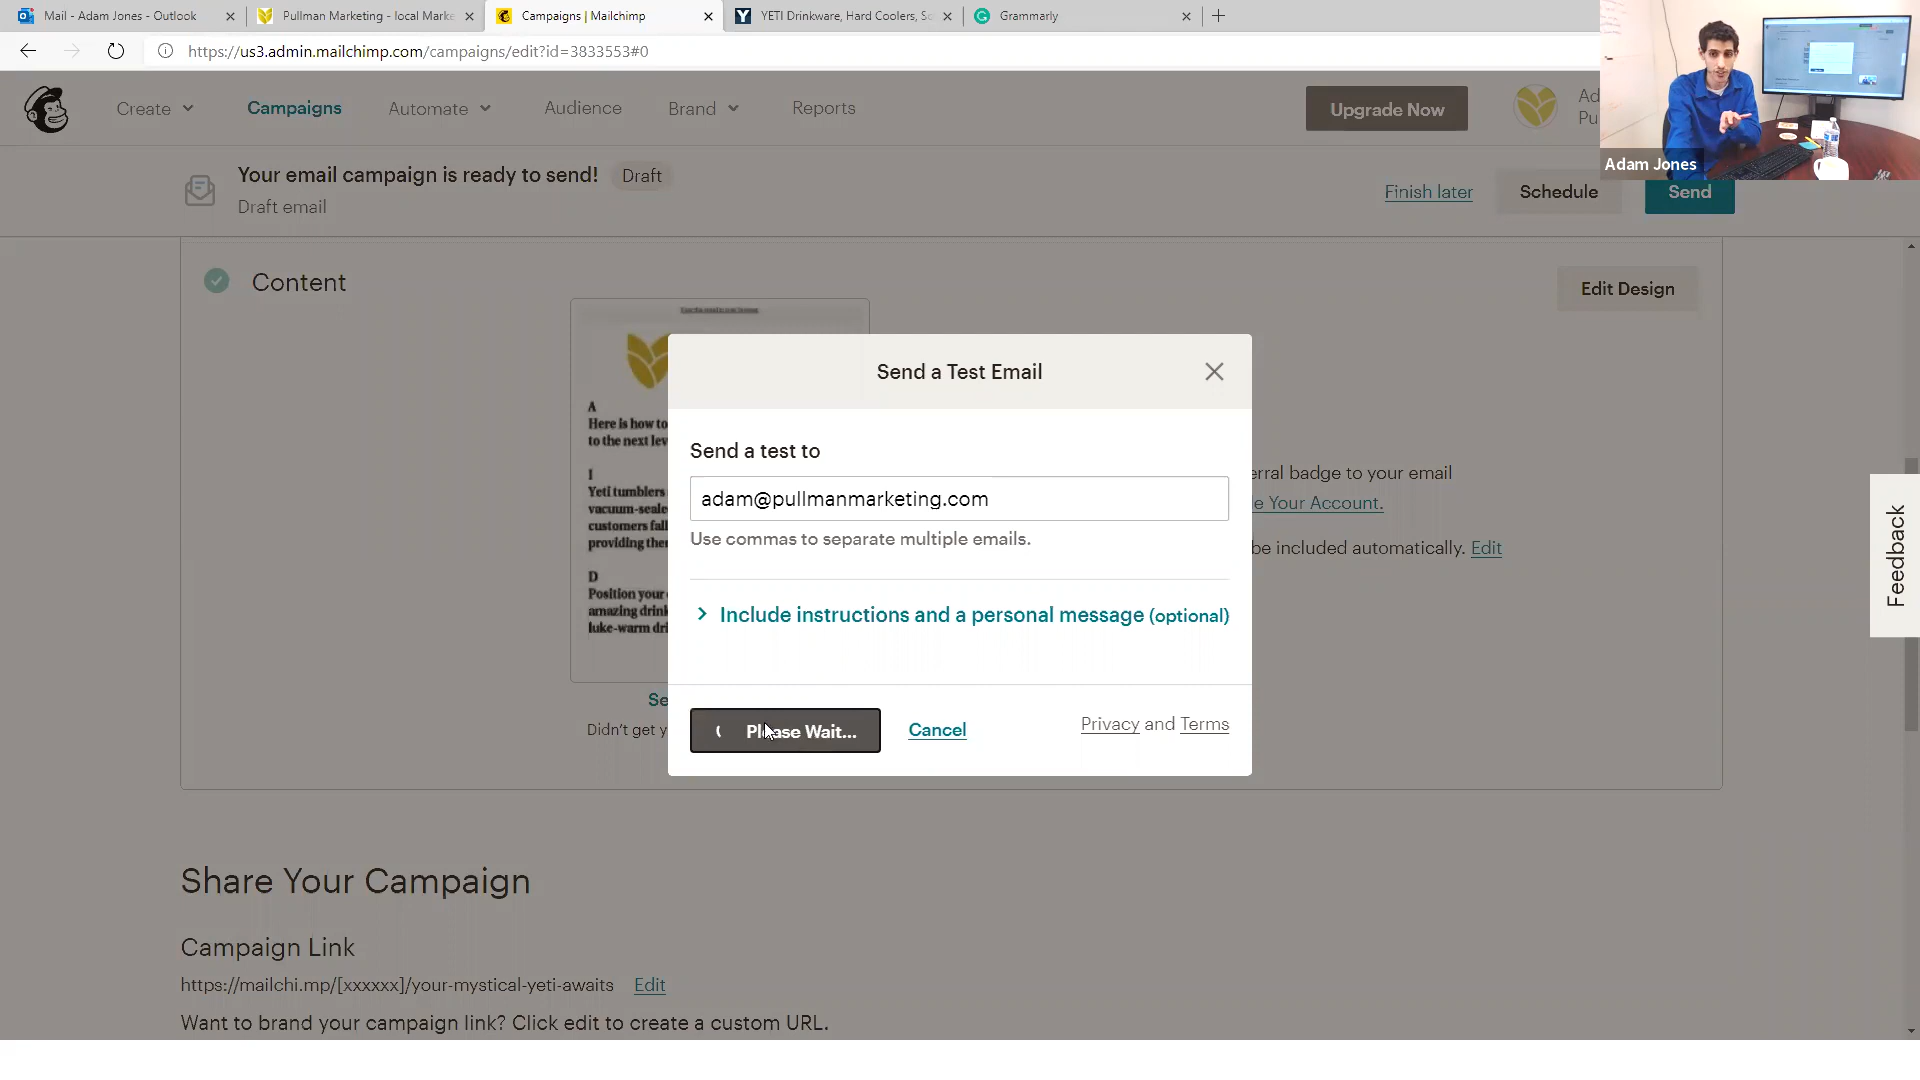 Mail - Adam Jones - Outlook
Pullman Marketing - local Marke
Campaigns | Mailchimp
YETI Drinkware, Hard Coolers, So
Grammarly
https://us3.admin.mailchimp.com/campaigns/edit?id=3833553#0
Create
Campaigns
Automate
Audience
Brand
Reports
Upgrade Now
Ad
Pu
Adam Jones
Your email campaign is ready to send!
Draft
Draft email
Finish later
Schedule
Send
Content
Edit Design
A
Here is how to
to the next lev
I
Yeti tumblers
vacuum-seale
customers fall
providing them
D
Position your
amazing drink
luke-warm dri
Send a Test Email
Send a test to
adam@pullmanmarketing.com
Use commas to separate multiple emails.
Include instructions and a personal message (optional)
Please Wait...
Cancel
Privacy and Terms
erral badge to your email
e Your Account.
be included automatically. Edit
Se
Didn't get y
Feedback
Share Your Campaign
Campaign Link
https://mailchi.mp/[xxxxxx]/your-mystical-yeti-awaits Edit
Want to brand your campaign link? Click edit to create a custom URL.